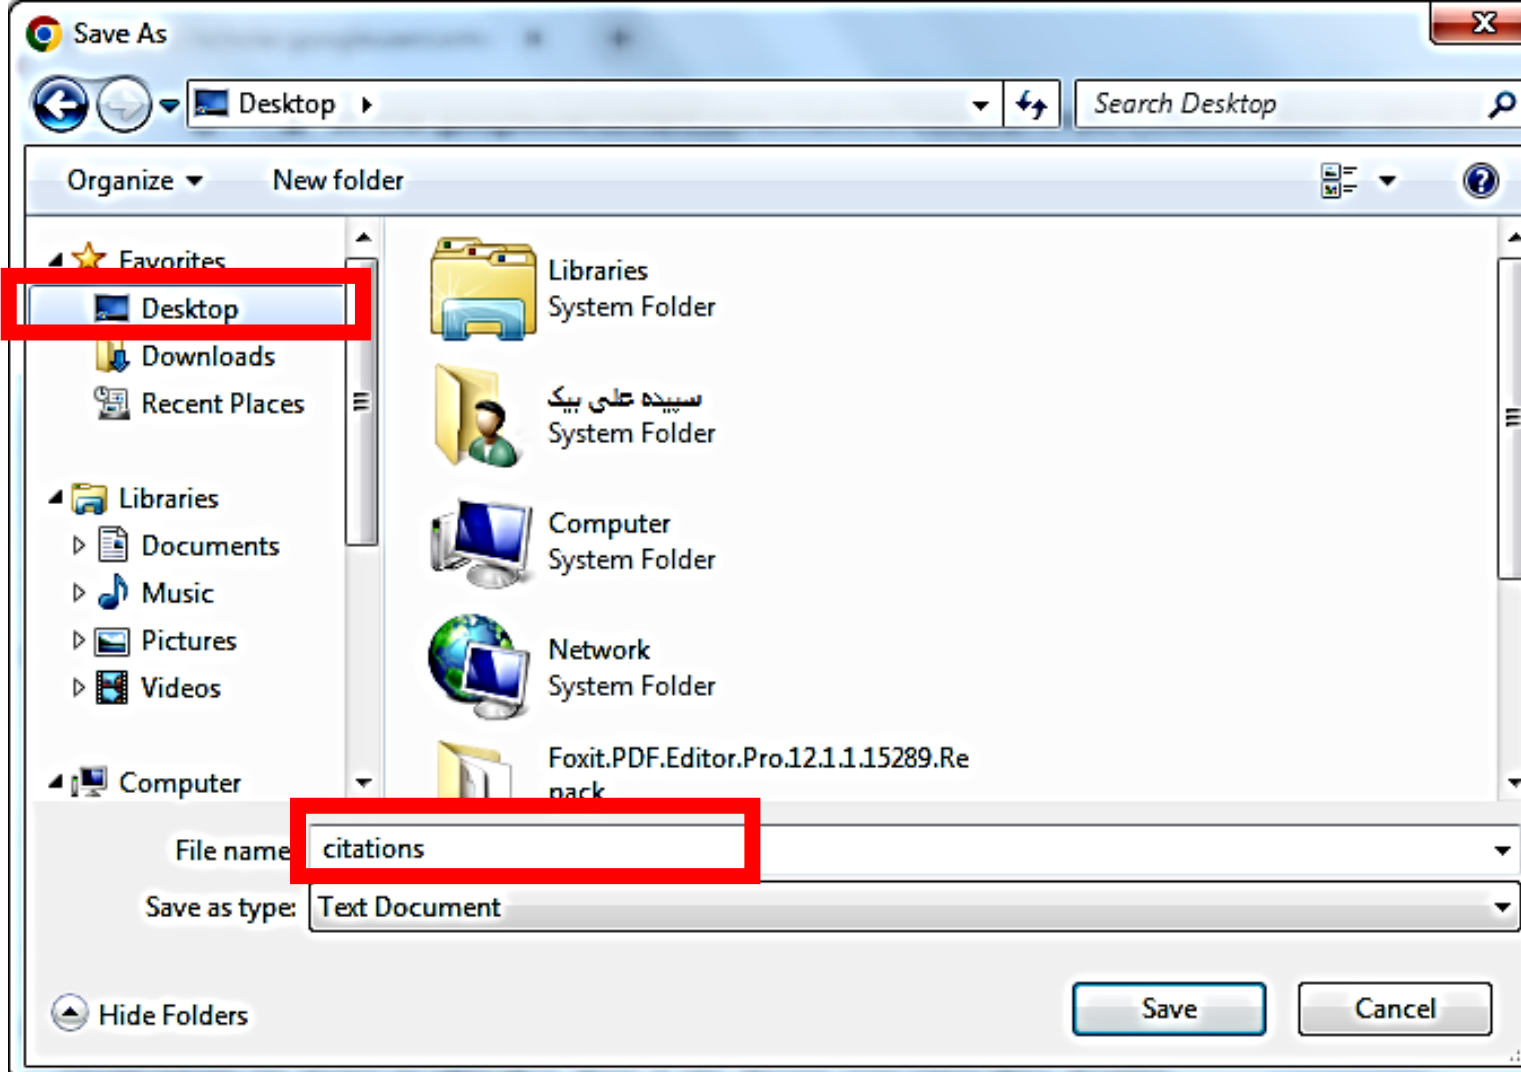 Save As
Desktop
Search Desktop
Organize
New folder
Favorites
Desktop
Downloads
Recent Places
Libraries
Documents
Music
Pictures
Videos
Computer
Libraries
System Folder
سپیده علی بیک
System Folder
Computer
System Folder
Network
System Folder
Foxit.PDF.Editor.Pro.12.1.1.15289.Re
pack
File name
citations
Save as type:
Text Document
Hide Folders
Save
Cancel